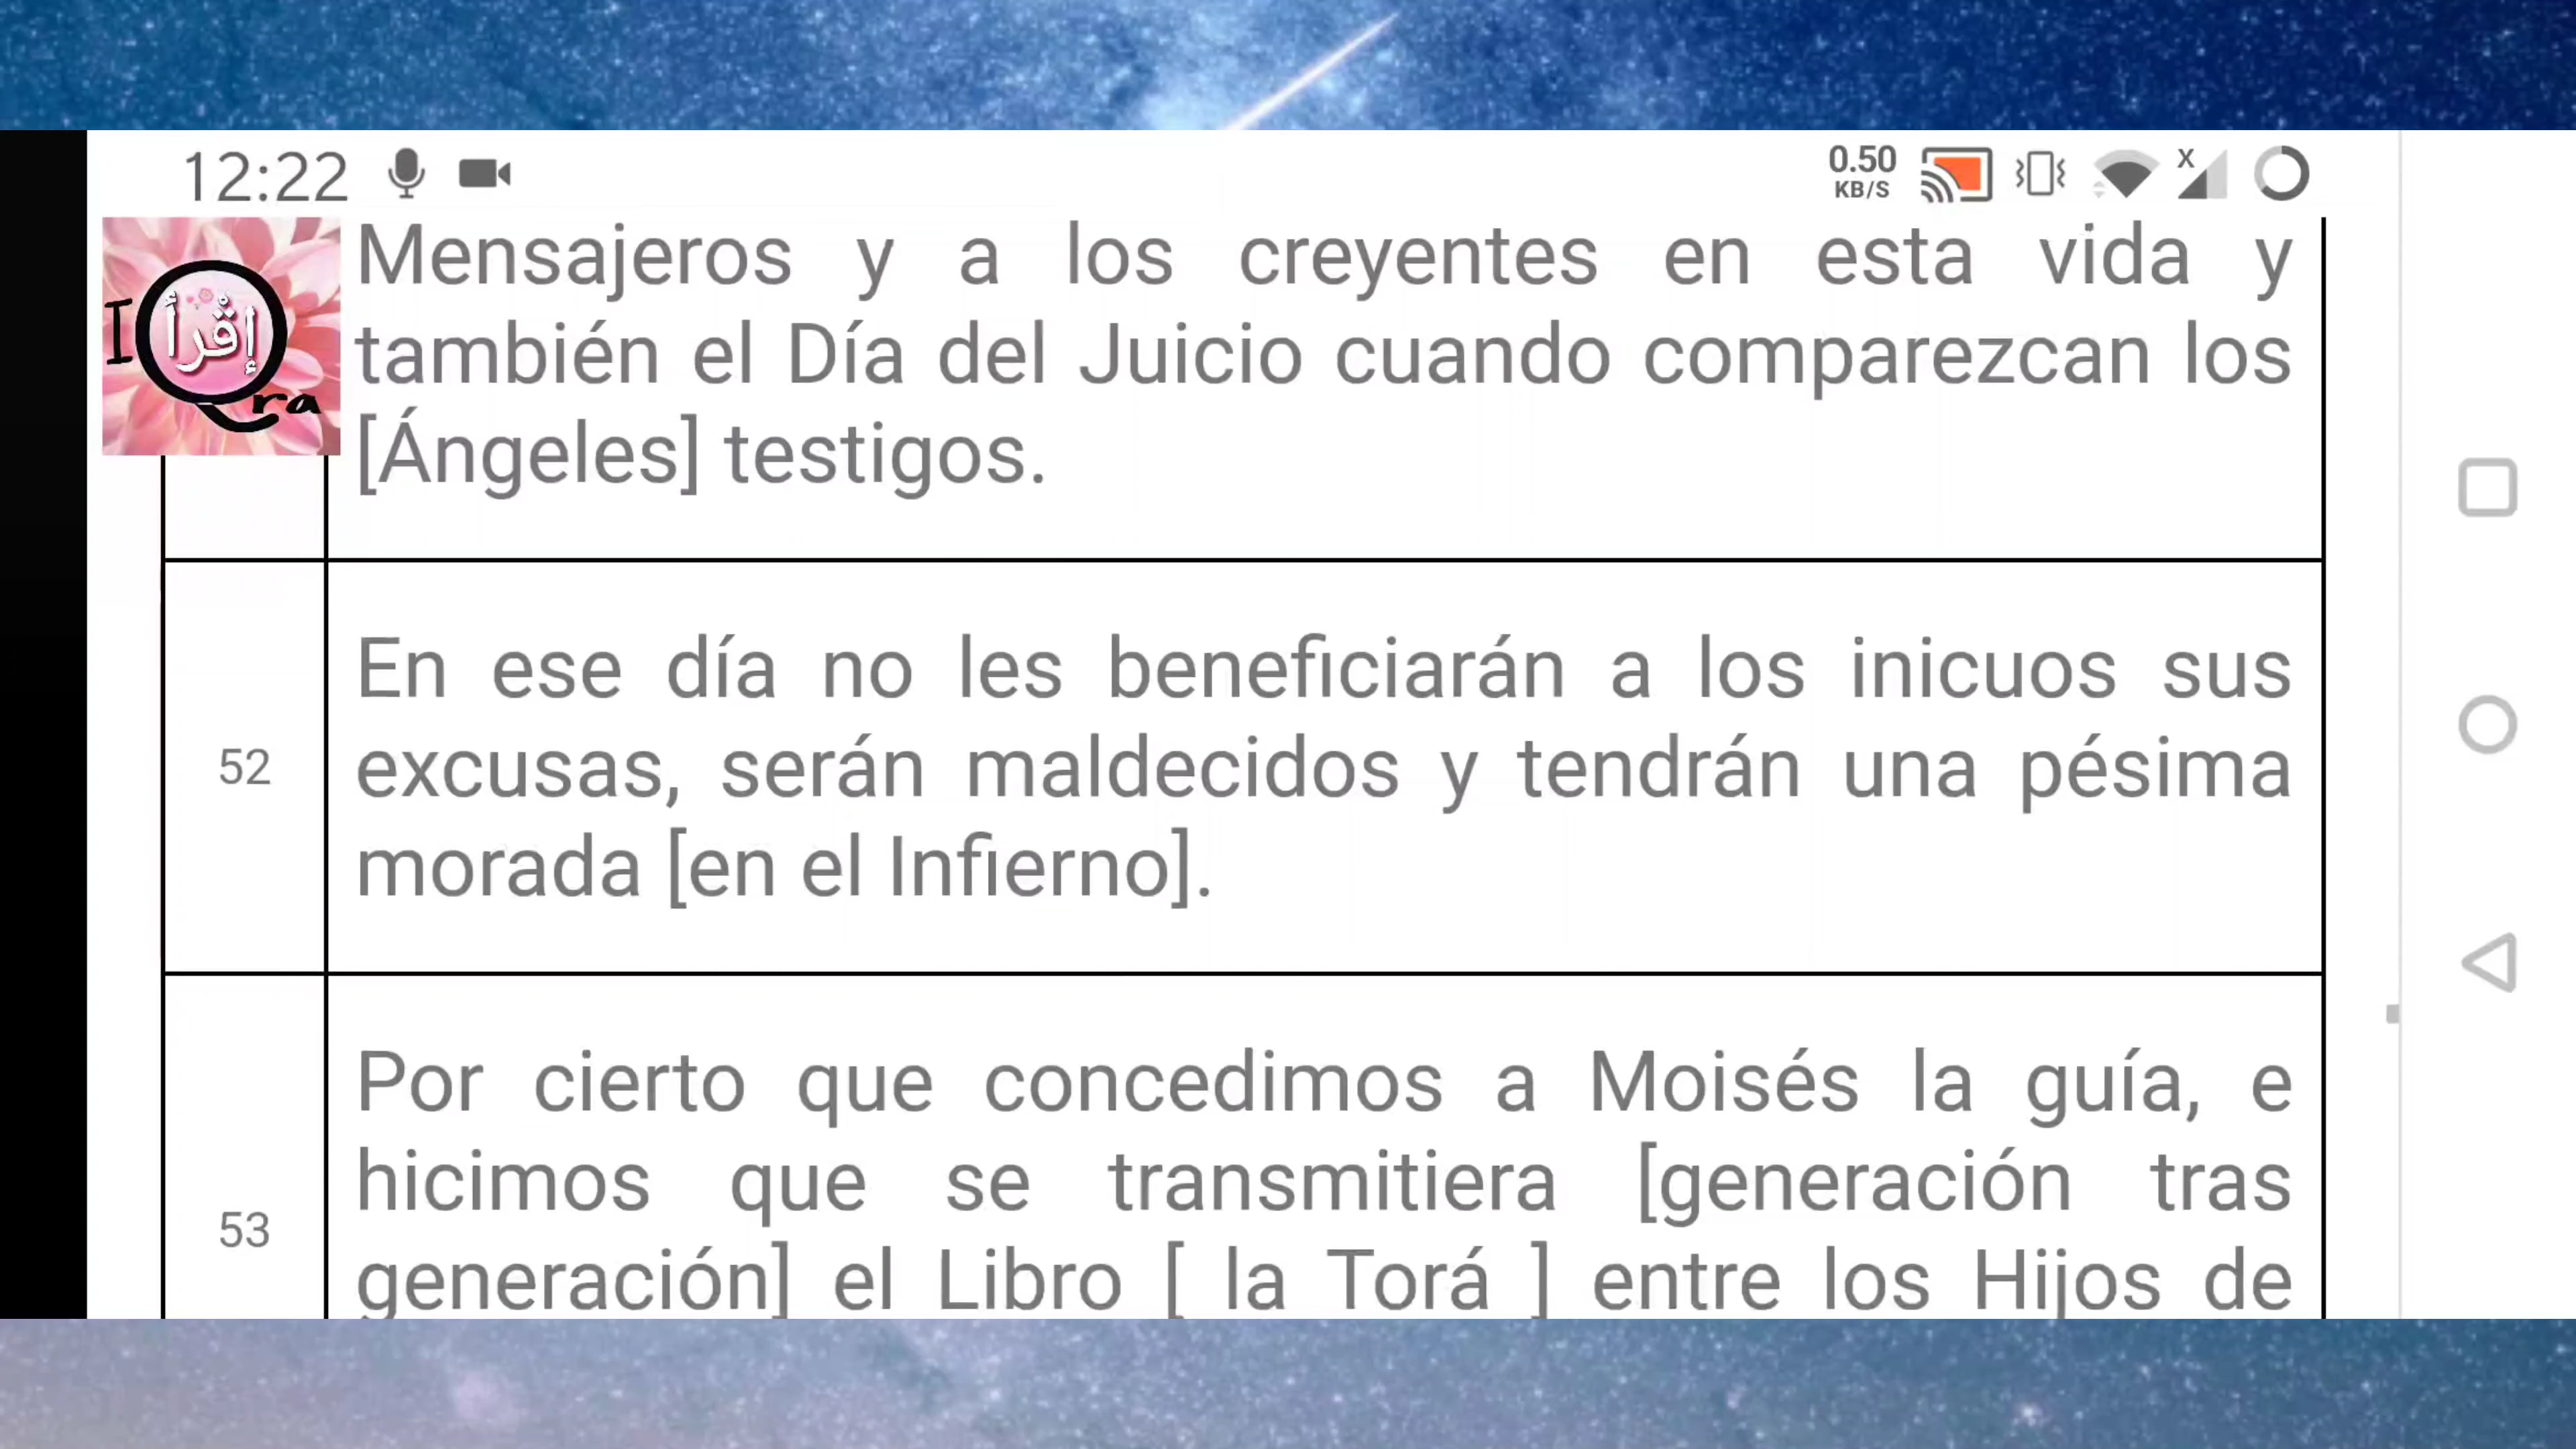 12:22
0.50
KB/S
X
إقرأ
I
Qra
Mensajeros y a los creyentes en esta vida y
también el Día del Juicio cuando comparezcan los
[Ángeles] testigos.
52
En ese día no les beneficiarán a los inicuos sus
excusas, serán maldecidos y tendrán una pésima
morada [en el Infierno].
53
Por cierto que concedimos a Moisés la guía, e
hicimos que se transmitiera [generación tras
generación] el Libro [ la Torá ] entre los Hijos de